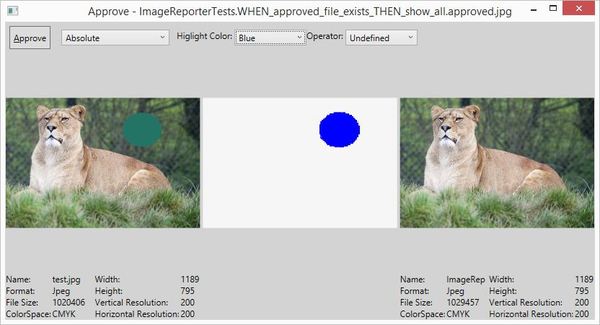 Approve - ImageReporterTests.WHEN_approved_file_exists_THEN_show_all.approved.jpg
Approve Absolute Higlight Color: Blue Operator: Undefined
Name: test.jpg Width: 1189 Name: ImageRep Width: 1189
Format: Jpeg Height: 795 Format: Jpeg Height: 795
File Size: 1020406 Vertical Resolution: 200 File Size: 1029457 Vertical Resolution: 200
ColorSpace: CMYK Horizontal Resolution: 200 ColorSpace: CMYK Horizontal Resolution: 200